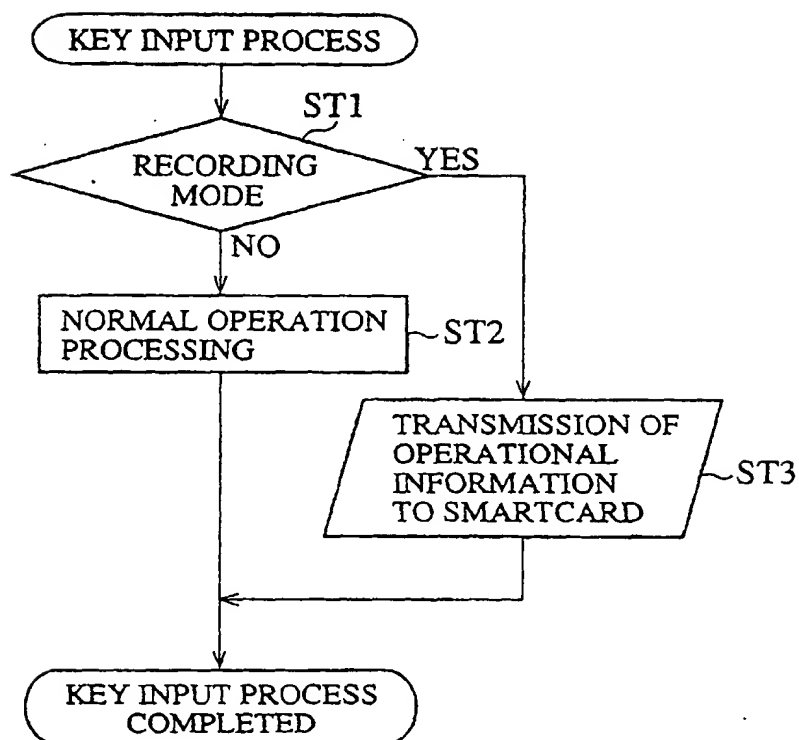 KEY INPUT PROCESS
ST1
RECORDING
MODE
YES
NO
NORMAL OPERATION
PROCESSING
ST2
TRANSMISSION OF
OPERATIONAL
INFORMATION
TO SMARTCARD
ST3
KEY INPUT PROCESS
COMPLETED